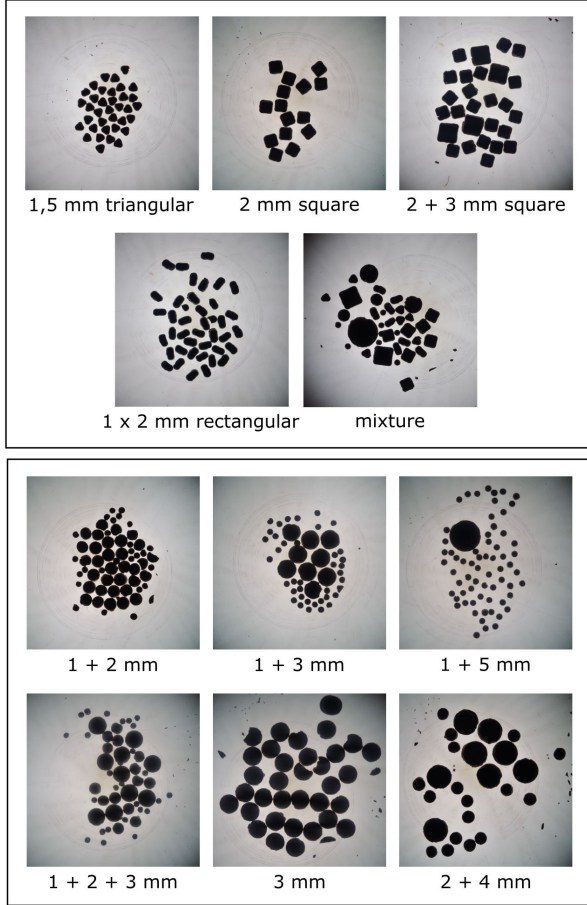 1,5 mm triangular
2 mm square
2 + 3 mm square
1 x 2 mm rectangular
mixture
1 + 2 mm
1 + 3 mm
1 + 5 mm
1 + 2 + 3 mm
3 mm
2 + 4 mm